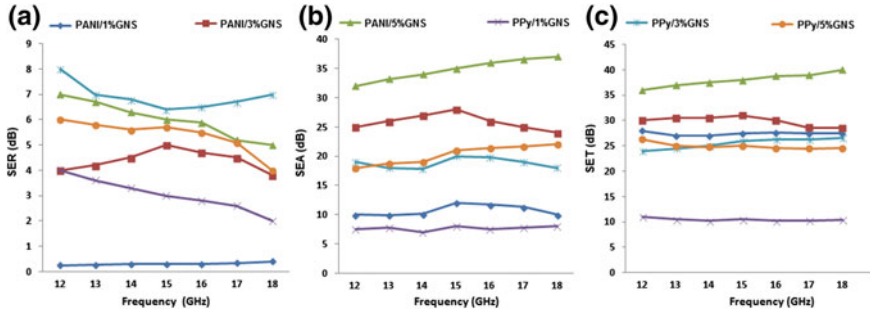 (a)
PANI/1%GNS
PANI/3%GNS
SER (dB)
9
8
7
6
5
4
3
2
1
0
12 13 14 15 16 17 18
Frequency (GHz)
(b)
PANI/5%GNS
PPy/1%GNS
SEA (dB)
40
35
30
25
20
15
10
5
0
12 13 14 15 16 17 18
Frequency (GHz)
(c)
PPy/3%GNS
PPy/5%GNS
SET (dB)
45
40
35
30
25
20
15
10
5
0
12 13 14 15 16 17 18
Frequency (GHz)